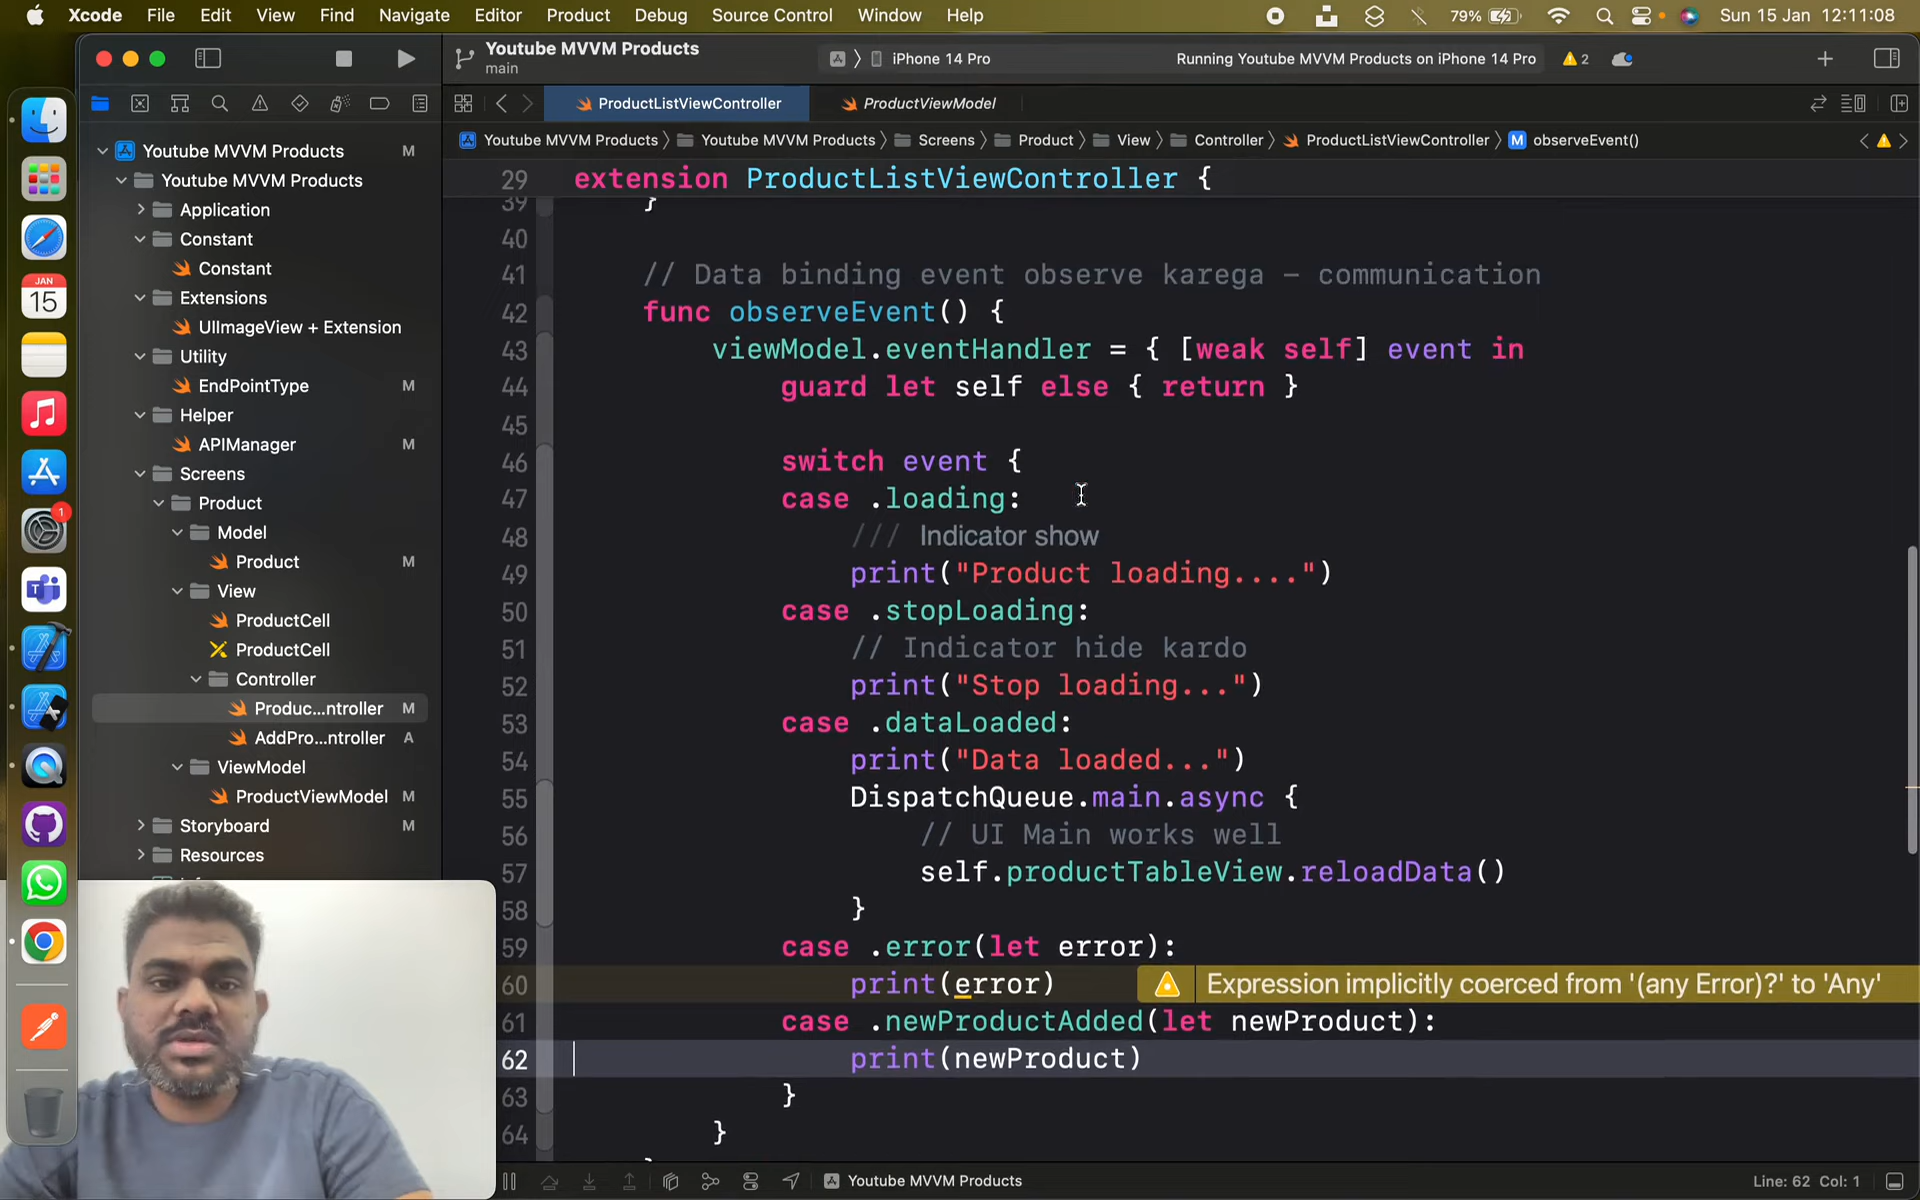 Xcode File Edit View Find Navigate Editor Product Debug Source Control Window Help 79% Sun 15 Jan 12:11:08
Youtube MVVM Products
main
iPhone 14 Pro
Running Youtube MVVM Products on iPhone 14 Pro
2
ProductListViewController
ProductViewModel
Youtube MVVM Products Youtube MVVM Products Screens Product View Controller ProductListViewController M observeEvent()
JAN
15
1
Youtube MVVM Products M
Youtube MVVM Products
Application
Constant
Constant
Extensions
UIImageView + Extension
Utility
EndPointType M
Helper
APIManager M
Screens
Product
Model
Product M
View
ProductCell
ProductCell
Controller
Produc...ntroller M
AddPro...ntroller A
ViewModel
ProductViewModel M
Storyboard M
Resources
29 extension ProductListViewController {
39 }
40
41 // Data binding event observe karega – communication
42 func observeEvent() {
43 viewModel.eventHandler = { [weak self] event in
44 guard let self else { return }
45
46 switch event {
47 case .loading:
48 /// Indicator show
49 print("Product loading....")
50 case .stopLoading:
51 // Indicator hide kardo
52 print("Stop loading...")
53 case .dataLoaded:
54 print("Data loaded...")
55 DispatchQueue.main.async {
56 // UI Main works well
57 self.productTableView.reloadData()
58 }
59 case .error(let error):
60 print(error) Expression implicitly coerced from '(any Error)?' to 'Any'
61 case .newProductAdded(let newProduct):
62 print(newProduct)
63 }
64 }
Youtube MVVM Products
Line: 62 Col: 1